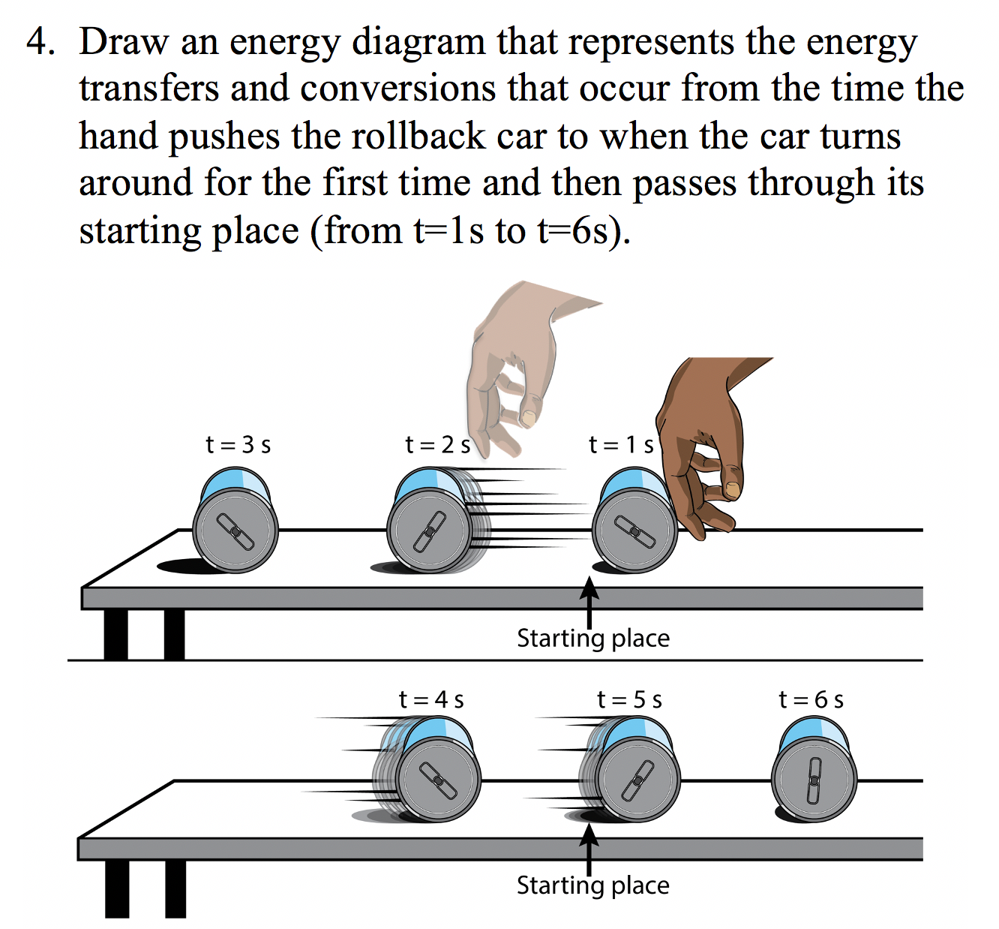 4. Draw an energy diagram that represents the energy
transfers and conversions that occur from the time the
hand pushes the rollback car to when the car turns
around for the first time and then passes through its
starting place (from t=1s to t=6s).
t = 3 s
t = 2 s
t = 1 s
Starting place
t = 4 s
t = 5 s
t = 6 s
Starting place